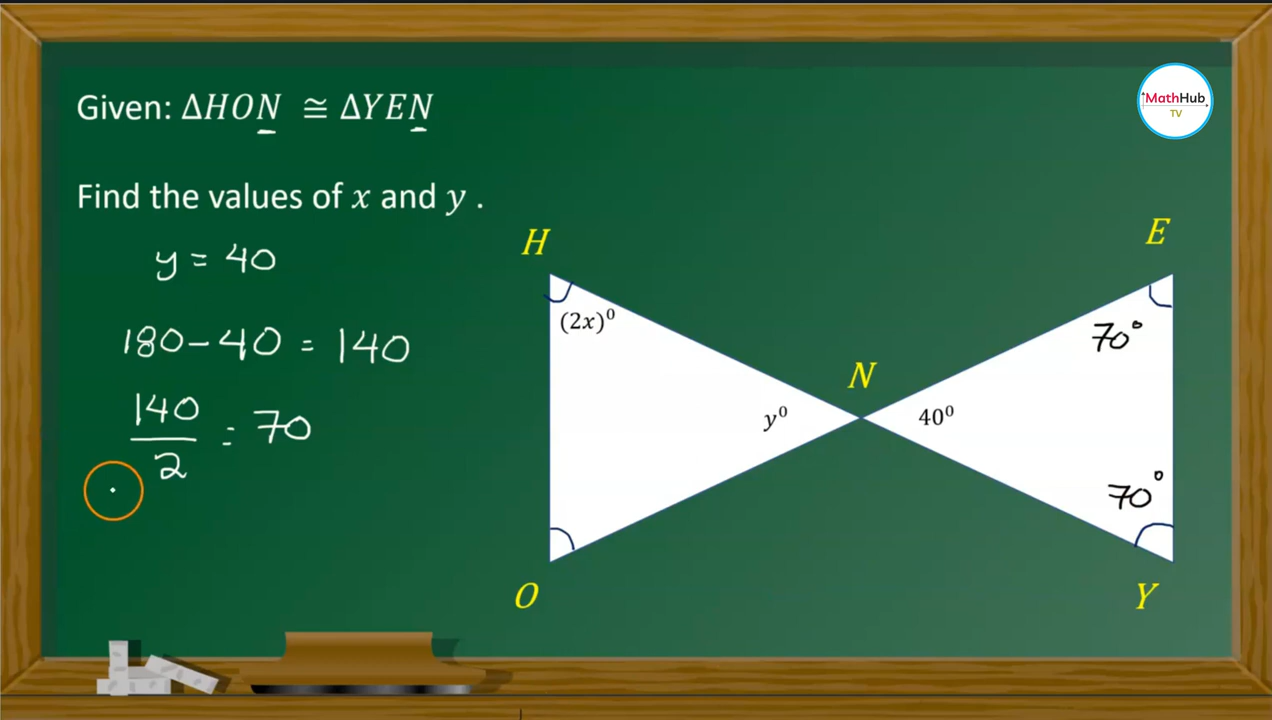 Given: ΔHON ≅ ΔYEN
MathHub
TV
Find the values of x and y .
y = 40
180 - 40 = 140
140/2 = 70
H
E
(2x)⁰
70°
N
y⁰
40⁰
70°
O
Y